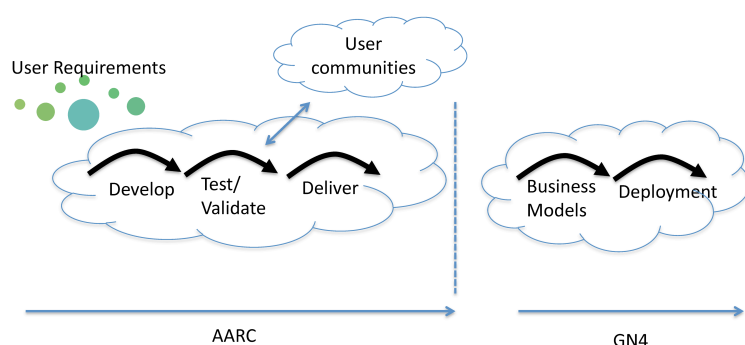 User
communities
User Requirements
Develop
Test/
Validate
Deliver
Business
Models
Deployment
AARC
GN4